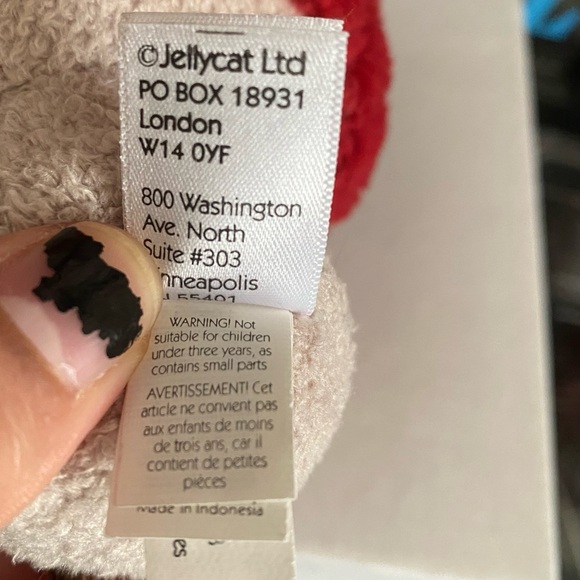 ©Jellycat Ltd
PO BOX 18931
London
W14 0YF
800 Washington
Ave. North
Suite #303
nneapolis
55401
WARNING! Not
suitable for children
under three years, as
contains small parts
AVERTISSEMENT! Cet
article ne convient pas
aux enfants de moins
de trois ans, car il
contient de petites
pièces
Made in Indonesia